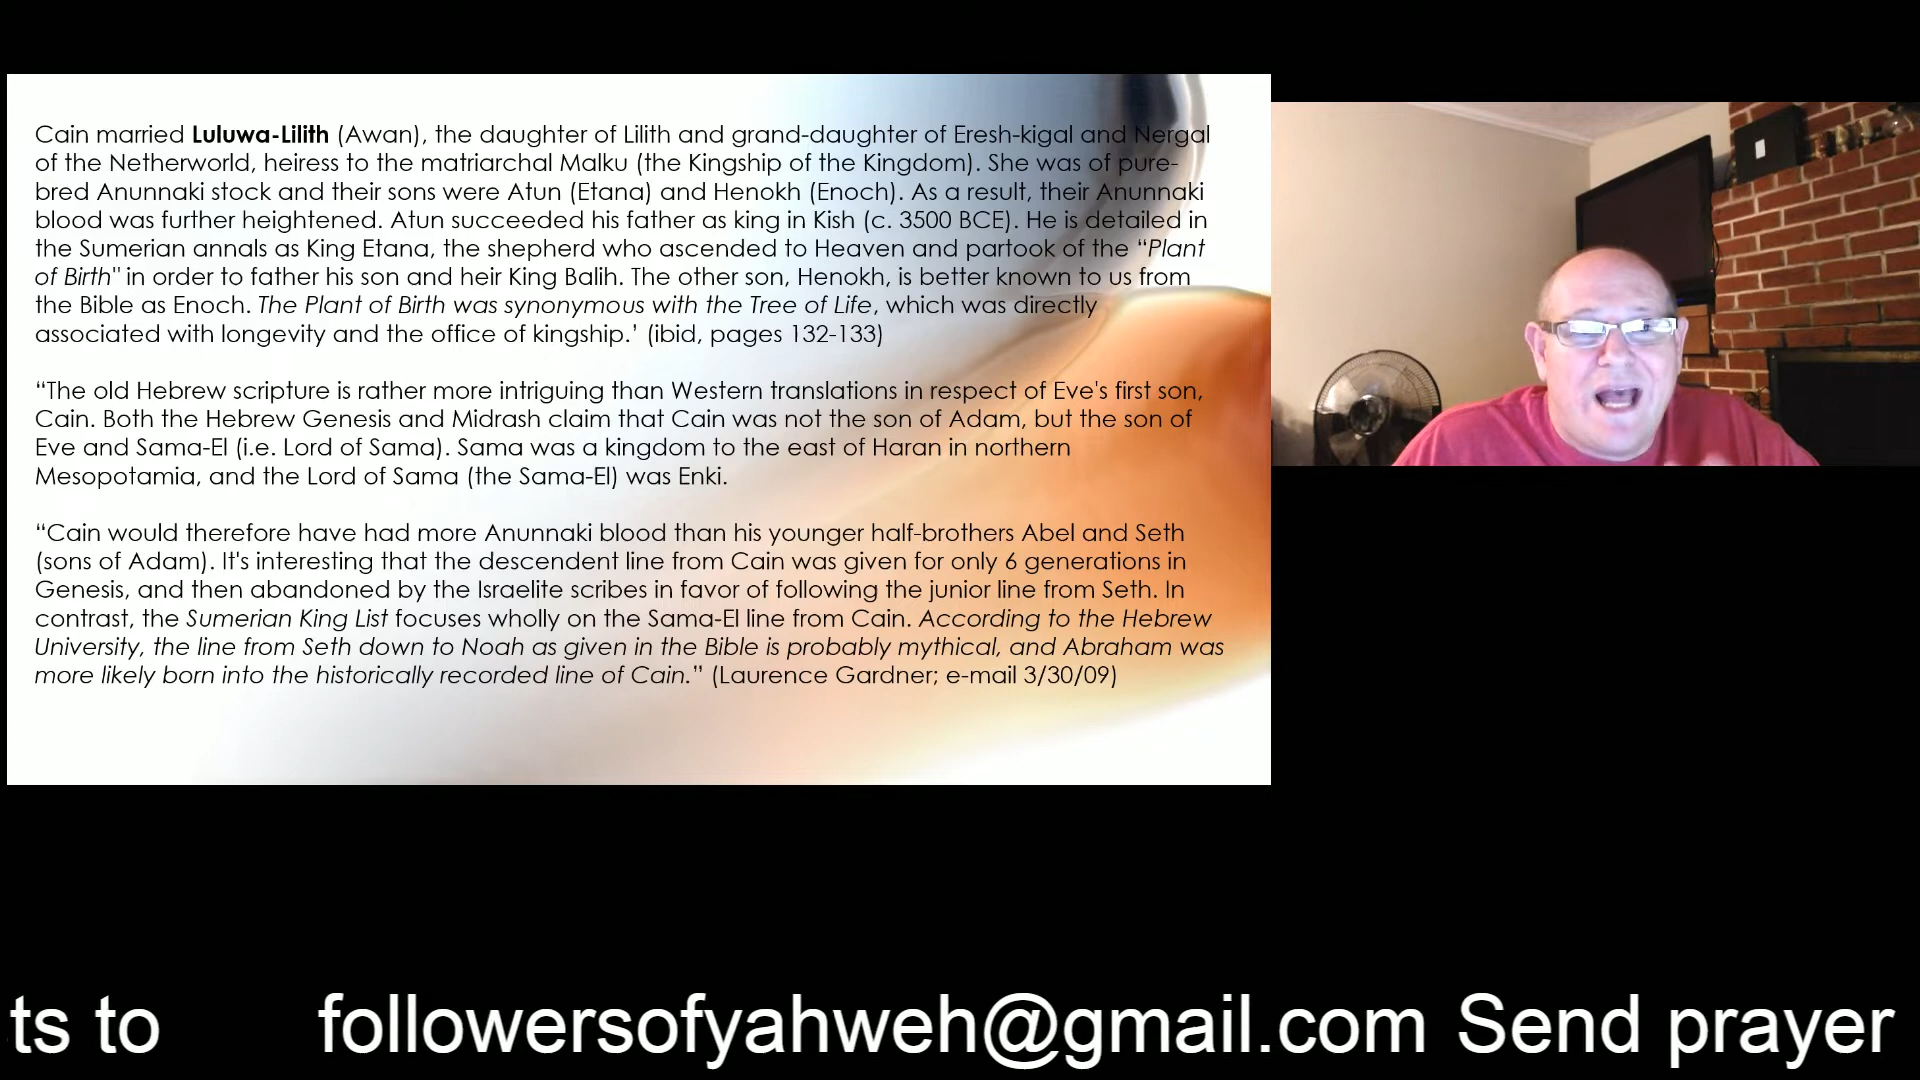 Cain married Luluwa-Lilith (Awan), the daughter of Lilith and grand-daughter of Eresh-kigal and Nergal
of the Netherworld, heiress to the matriarchal Malku (the Kingship of the Kingdom). She was of pure-
bred Anunnaki stock and their sons were Atun (Etana) and Henokh (Enoch). As a result, their Anunnaki
blood was further heightened. Atun succeeded his father as king in Kish (c. 3500 BCE). He is detailed in
the Sumerian annals as King Etana, the shepherd who ascended to Heaven and partook of the “Plant
of Birth" in order to father his son and heir King Balih. The other son, Henokh, is better known to us from
the Bible as Enoch. The Plant of Birth was synonymous with the Tree of Life, which was directly
associated with longevity and the office of kingship.’ (ibid, pages 132-133)
“The old Hebrew scripture is rather more intriguing than Western translations in respect of Eve's first son,
Cain. Both the Hebrew Genesis and Midrash claim that Cain was not the son of Adam, but the son of
Eve and Sama-El (i.e. Lord of Sama). Sama was a kingdom to the east of Haran in northern
Mesopotamia, and the Lord of Sama (the Sama-El) was Enki.
“Cain would therefore have had more Anunnaki blood than his younger half-brothers Abel and Seth
(sons of Adam). It's interesting that the descendent line from Cain was given for only 6 generations in
Genesis, and then abandoned by the Israelite scribes in favor of following the junior line from Seth. In
contrast, the Sumerian King List focuses wholly on the Sama-El line from Cain. According to the Hebrew
University, the line from Seth down to Noah as given in the Bible is probably mythical, and Abraham was
more likely born into the historically recorded line of Cain.” (Laurence Gardner; e-mail 3/30/09)
ts to followersofyahweh@gmail.com Send prayer